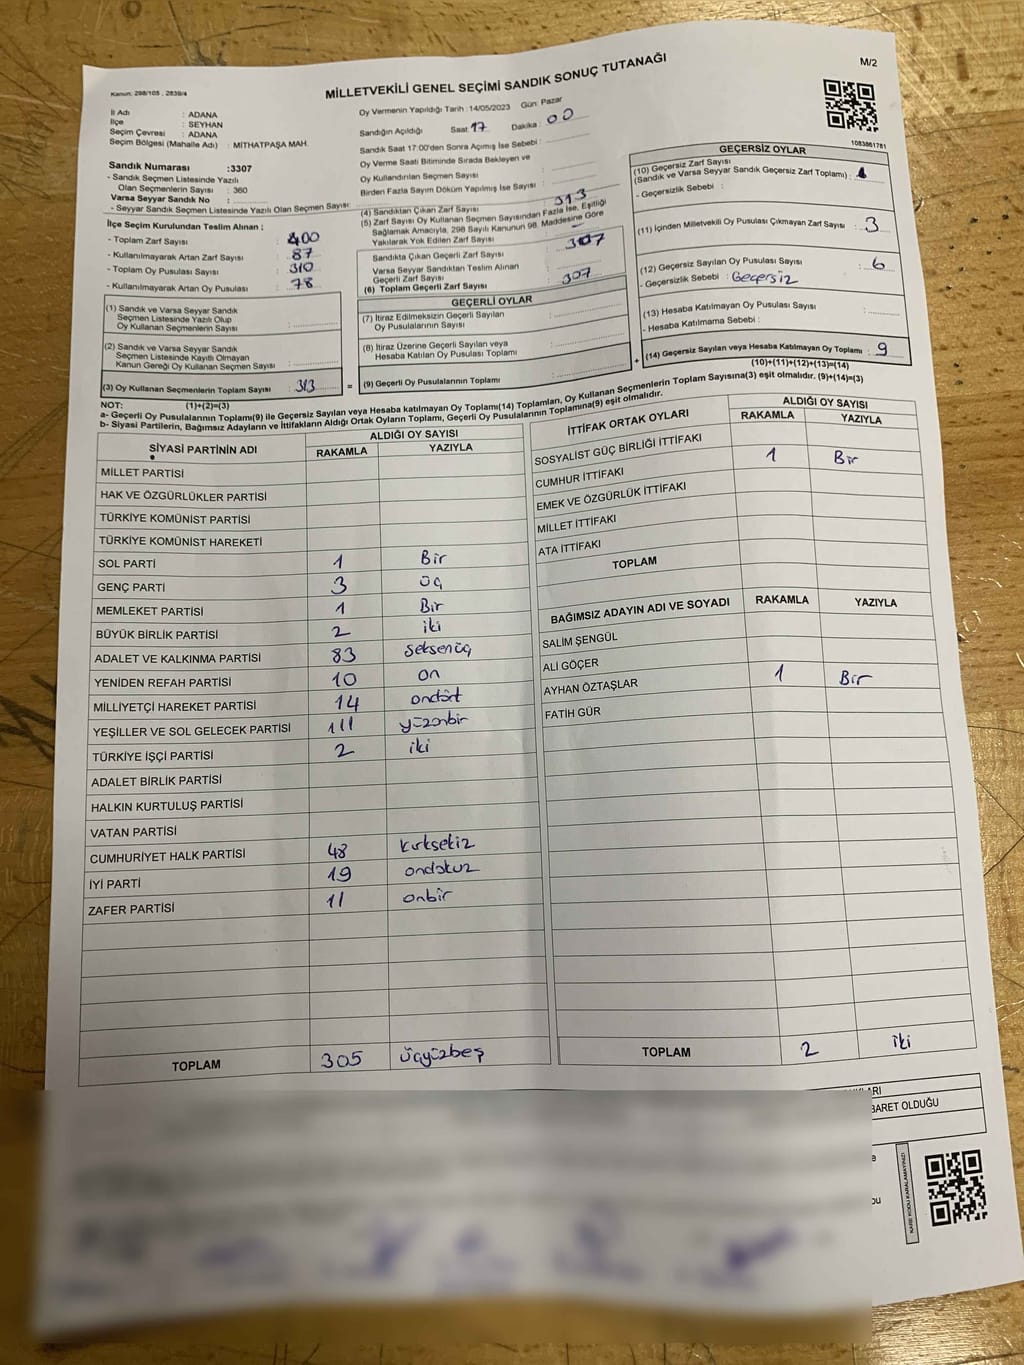 M/2
MİLLETVEKİLİ GENEL SEÇİMİ SANDIK SONUÇ TUTANAĞI
Kanun: 298/105 , 2839/4
İl Adı : ADANA
İlçe : SEYHAN
Seçim Çevresi : ADANA
Seçim Bölgesi (Mahalle Adı) : MİTHATPAŞA MAH.
Sandık Numarası :3307
- Sandık Seçmen Listesinde Yazılı
Olan Seçmenlerin Sayısı : 360
Varsa Seyyar Sandık No :
- Seyyar Sandık Seçmen Listesinde Yazılı Olan Seçmen Sayısı:
İlçe Seçim Kurulundan Teslim Alınan ;
- Toplam Zarf Sayısı : 400
- Kullanılmayarak Artan Zarf Sayısı : 87
- Toplam Oy Pusulası Sayısı : 310
- Kullanılmayarak Artan Oy Pusulası : 78
(1) Sandık ve Varsa Seyyar Sandık
Seçmen Listesinde Yazılı Olup
Oy Kullanan Seçmenlerin Sayısı :
(2) Sandık ve Varsa Seyyar Sandık
Seçmen Listesinde Kayıtlı Olmayan
Kanun Gereği Oy Kullanan Seçmen Sayısı :
(3) Oy Kullanan Seçmenlerin Toplam Sayısı : 313
(1)+(2)=(3)
Oy Vermenin Yapıldığı Tarih :14/05/2023 Gün: Pazar
Sandığın Açıldığı Saat 17 Dakika : 00
Sandık Saat 17:00'den Sonra Açımış İse Sebebi :
Oy Verme Saati Bitiminde Sırada Bekleyen ve
Oy Kullandırılan Seçmen Sayısı:
Birden Fazla Sayım Döküm Yapılmış İse Sayısı :
(4) Sandıktan Çıkan Zarf Sayısı : 313
(5) Zarf Sayısı Oy Kullanan Seçmen Sayısından Fazla İse, Eşitliği
Sağlamak Amacıyla, 298 Sayılı Kanunun 98. Maddesine Göre
Yakılarak Yok Edilen Zarf Sayısı :
Sandıkta Çıkan Geçerli Zarf Sayısı : 307
Varsa Seyyar Sandıktan Teslim Alınan
Geçerli Zarf Sayısı :
(6) Toplam Geçerli Zarf Sayısı : 307
GEÇERLİ OYLAR
(7) İtiraz Edilmeksizin Geçerli Sayılan
Oy Pusulalarının Sayısı :
(8) İtiraz Üzerine Geçerli Sayılan veya
Hesaba Katılan Oy Pusulası Toplamı :
= (9) Geçerli Oy Pusulalarının Toplamı :
1083861781
GEÇERSİZ OYLAR
(10) Geçersiz Zarf Sayısı
(Sandık ve Varsa Seyyar Sandık Geçersiz Zarf Toplamı) :
- Geçersizlik Sebebi :
(11) İçinden Milletvekili Oy Pusulası Çıkmayan Zarf Sayısı : 3
(12) Geçersiz Sayılan Oy Pusulası Sayısı : 6
- Geçersizlik Sebebi : Geçersiz
(13) Hesaba Katılmayan Oy Pusulası Sayısı :
- Hesaba Katılmama Sebebi :
+ (14) Geçersiz Sayılan veya Hesaba Katılmayan Oy Toplamı : 9
(10)+(11)+(12)+(13)=(14)
NOT:
a- Geçerli Oy Pusulalarının Toplamı(9) ile Geçersiz Sayılan veya Hesaba katılmayan Oy Toplamı(14) Toplamları, Oy Kullanan Seçmenlerin Toplam Sayısına(3) eşit olmalıdır. (9)+(14)=(3)
b- Siyasi Partilerin, Bağımsız Adayların ve İttifakların Aldığı Ortak Oyların Toplamı, Geçerli Oy Pusulalarının Toplamına(9) eşit olmalıdır.
SİYASİ PARTİNİN ADI ALDIĞI OY SAYISI
RAKAMLA YAZIYLA
MİLLET PARTİSİ
HAK VE ÖZGÜRLÜKLER PARTİSİ
TÜRKİYE KOMÜNİST PARTİSİ
TÜRKİYE KOMÜNİST HAREKETİ
SOL PARTİ 1 Bir
GENÇ PARTİ 3 üç
MEMLEKET PARTİSİ 1 Bir
BÜYÜK BİRLİK PARTİSİ 2 iki
ADALET VE KALKINMA PARTİSİ 83 seksenüç
YENİDEN REFAH PARTİSİ 10 on
MİLLİYETÇİ HAREKET PARTİSİ 14 ondört
YEŞİLLER VE SOL GELECEK PARTİSİ 111 yüzonbir
TÜRKİYE İŞÇİ PARTİSİ 2 iki
ADALET BİRLİK PARTİSİ
HALKIN KURTULUŞ PARTİSİ
VATAN PARTİSİ
CUMHURİYET HALK PARTİSİ 48 kırksekiz
İYİ PARTİ 19 ondokuz
ZAFER PARTİSİ 11 onbir
TOPLAM 305 üçyüzbeş
İTTİFAK ORTAK OYLARI ALDIĞI OY SAYISI
RAKAMLA YAZIYLA
SOSYALİST GÜÇ BİRLİĞİ İTTİFAKI
CUMHUR İTTİFAKI 1 Bir
EMEK VE ÖZGÜRLÜK İTTİFAKI
MİLLET İTTİFAKI
ATA İTTİFAKI
TOPLAM
BAĞIMSIZ ADAYIN ADI VE SOYADI RAKAMLA YAZIYLA
SALİM ŞENGÜL
ALİ GÖÇER
AYHAN ÖZTAŞLAR 1 Bir
FATİH GÜR
TOPLAM 2 iki
BARET OLDUĞU
KARE KODU KARALAMAYINIZ!